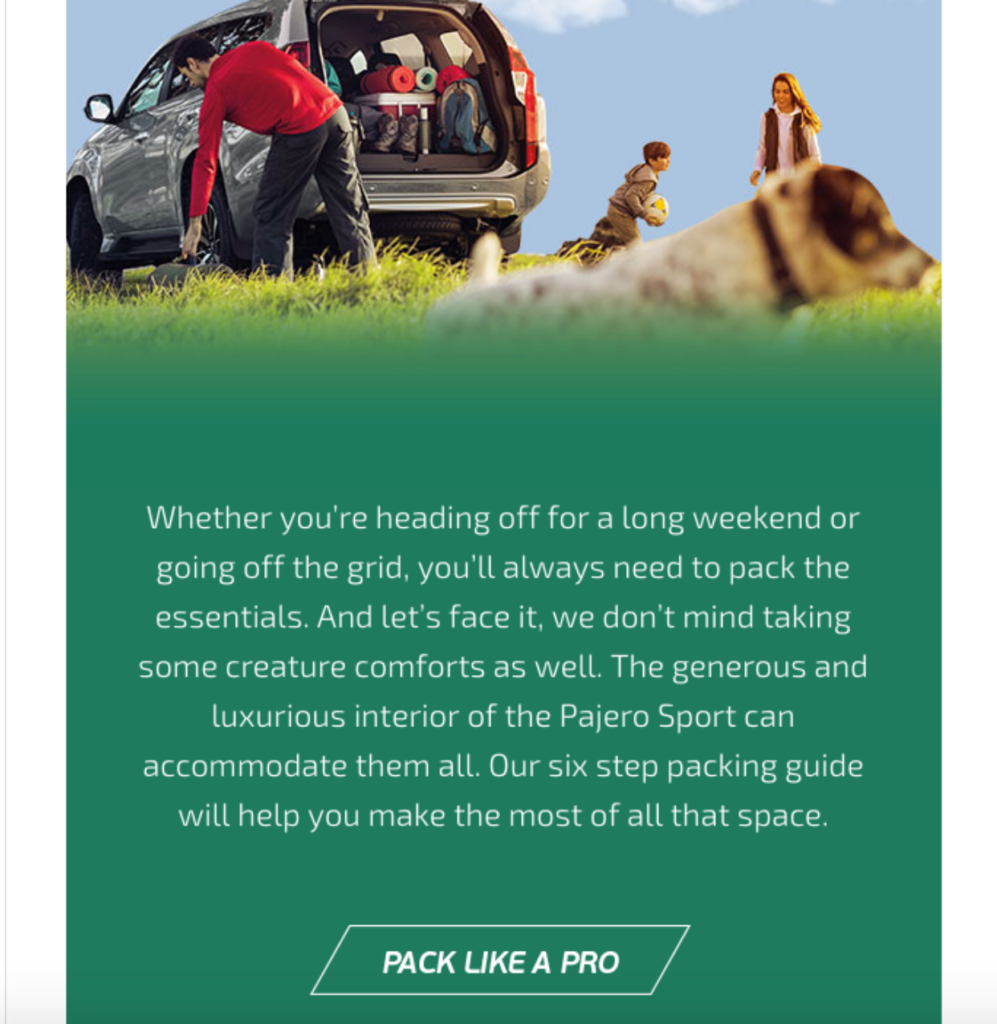 Whether you’re heading off for a long weekend or
going off the grid, you’ll always need to pack the
essentials. And let’s face it, we don’t mind taking
some creature comforts as well. The generous and
luxurious interior of the Pajero Sport can
accommodate them all. Our six step packing guide
will help you make the most of all that space.
PACK LIKE A PRO